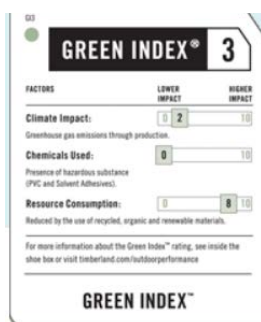 GREEN INDEX® 3
FACTORS LOWER IMPACT HIGHER IMPACT
Climate Impact: 0 2 10
Greenhouse gas emissions through production.
Chemicals Used: 0 10
Presence of hazardous substance
(PVC and Solvent Adhesives).
Resource Consumption: 0 8 10
Reduced by the use of recycled, organic and renewable materials.
For more information about the Green Index™ rating, see inside the
shoe box or visit timberland.com/outdoorperformance
GREEN INDEX™